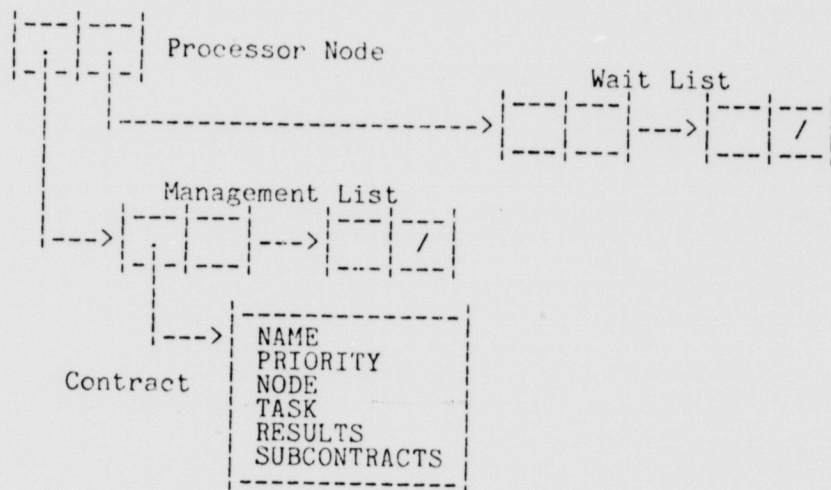 Processor Node
Wait List
/
Management List
/
Contract
NAME
PRIORITY
NODE
TASK
RESULTS
SUBCONTRACTS